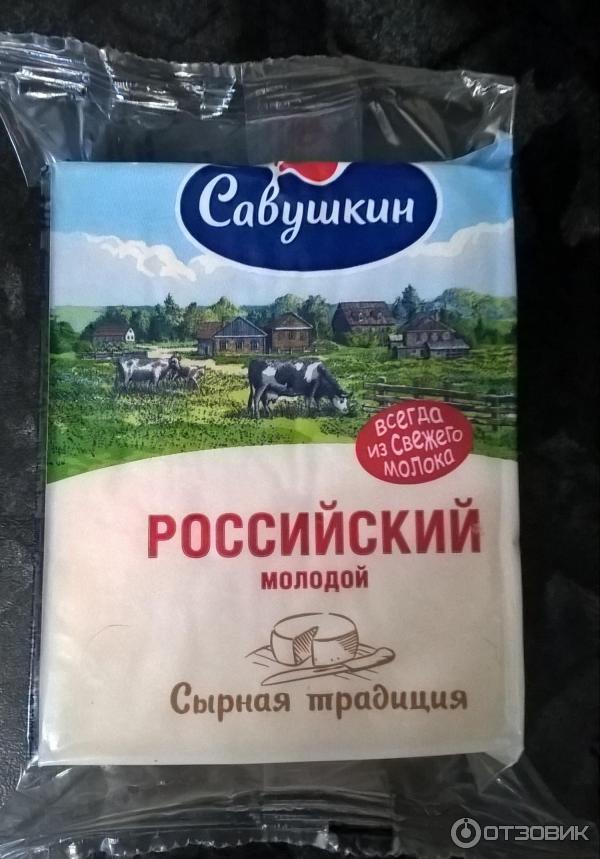 Савушкин
всегда
из Свежего
молока
РОССИЙСКИЙ
молодой
Сырная традиция
ОТЗОВИК